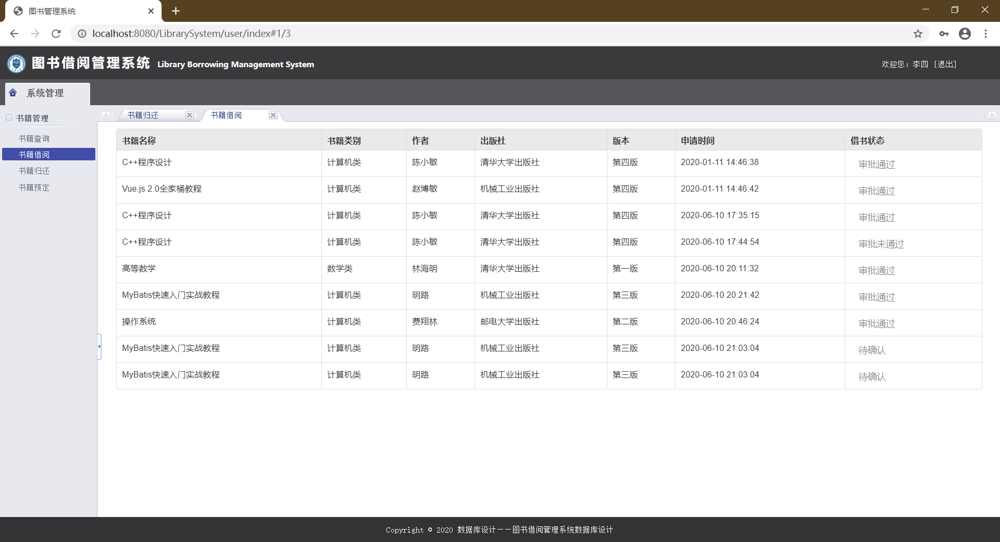 图书管理系统
localhost:8080/LibrarySystem/user/index#1/3
图书借阅管理系统 Library Borrowing Management System
欢迎您：李四 [退出]
系统管理
书籍管理
书籍查询
书籍借阅
书籍归还
书籍预定
书籍归还 书籍借阅
书籍名称 书籍类别 作者 出版社 版本 申请时间 借书状态
C++程序设计 计算机类 陈小敏 清华大学出版社 第四版 2020-01-11 14:46:38 审批通过
Vue.js 2.0全家桶教程 计算机类 赵博敏 机械工业出版社 第四版 2020-01-11 14:46:42 审批通过
C++程序设计 计算机类 陈小敏 清华大学出版社 第四版 2020-06-10 17:35:15 审批通过
C++程序设计 计算机类 陈小敏 清华大学出版社 第四版 2020-06-10 17:44:54 审批未通过
高等数学 数学类 林海明 清华大学出版社 第一版 2020-06-10 20:11:32 审批通过
MyBatis快速入门实战教程 计算机类 明路 机械工业出版社 第三版 2020-06-10 20:21:42 审批通过
操作系统 计算机类 费翔林 邮电大学出版社 第二版 2020-06-10 20:46:24 审批通过
MyBatis快速入门实战教程 计算机类 明路 机械工业出版社 第三版 2020-06-10 21:03:04 待确认
MyBatis快速入门实战教程 计算机类 明路 机械工业出版社 第三版 2020-06-10 21:03:04 待确认
Copyright © 2020 数据库设计——图书借阅管理系统数据库设计